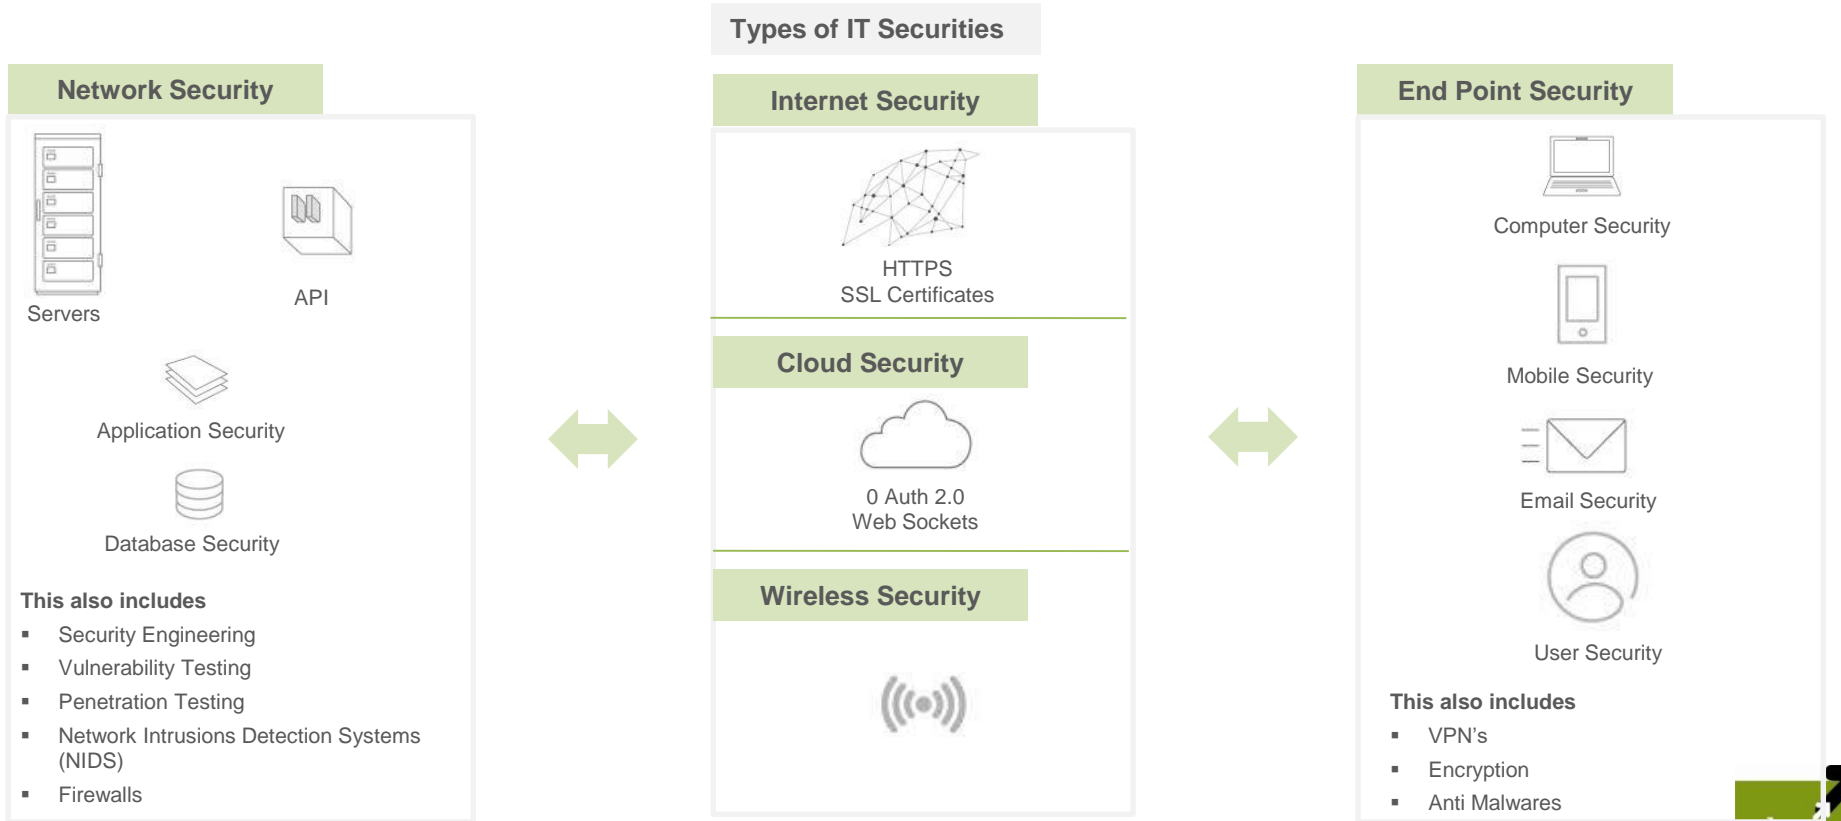 Types of IT Securities
Network Security
Servers
API
Application Security
Database Security
This also includes
▪ Security Engineering
▪ Vulnerability Testing
▪ Penetration Testing
▪ Network Intrusions Detection Systems
(NIDS)
▪ Firewalls
Internet Security
HTTPS
SSL Certificates
Cloud Security
0 Auth 2.0
Web Sockets
Wireless Security
End Point Security
Computer Security
Mobile Security
Email Security
User Security
This also includes
▪ VPN’s
▪ Encryption
▪ Anti Malwares